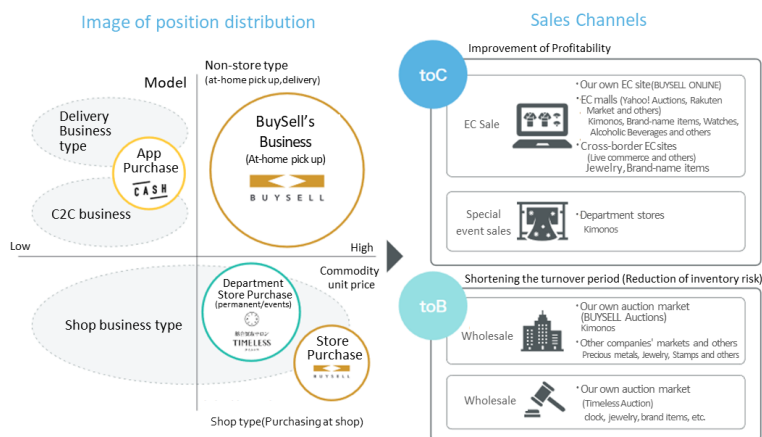 Image of position distribution
Model
Non-store type
(at-home pick up,delivery)
Delivery
Business
type
App
Purchase
CASH
C2C business
BuySell's
Business
(At-home pick up)
BUYSELL
Low
High
Commodity
unit price
Shop business type
Department
Store Purchase
(permanent/events)
TIMELESS
Store
Purchase
BUYSELL
Shop type(Purchasing at shop)
Sales Channels
toC
Improvement of Profitability
EC Sale
・Our own EC site(BUYSELL ONLINE)
・EC malls (Yahoo! Auctions, Rakuten
Market and others)
Kimonos, Brand-name items, Watches,
Alcoholic Beverages and others
・Cross-border EC sites
(Live commerce and others)
Jewelry, Brand-name items
Special
event sales
・Department stores
Kimonos
toB
Shortening the turnover period (Reduction of inventory risk)
Wholesale
・Our own auction market
(BUYSELL Auctions)
Kimonos
・Other companies' markets and others
Precious metals, Jewelry, Stamps and others
Wholesale
・Our own auction market
(Timeless Auction)
clock, jewelry, brand items, etc.